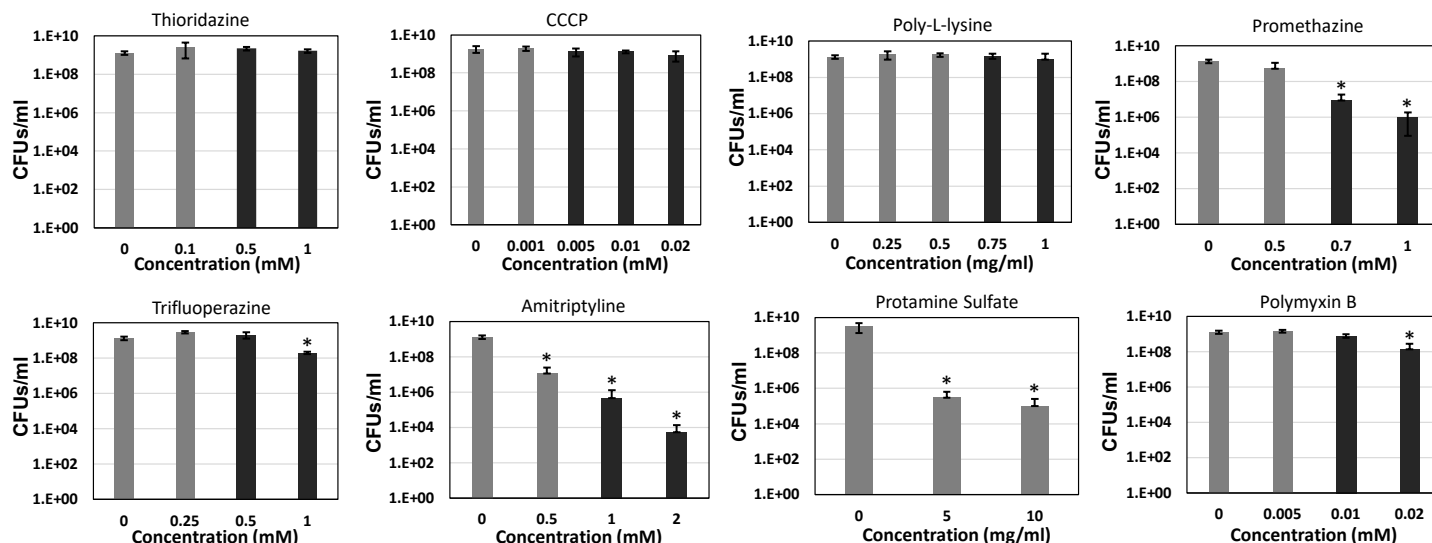 Thioridazine
1.E+10
1.E+08
1.E+06
1.E+04
1.E+02
1.E+00
CFUs/ml
0 0.1 0.5 1
Concentration (mM)
CCCP
1.E+10
1.E+08
1.E+06
1.E+04
1.E+02
1.E+00
CFUs/ml
0 0.001 0.005 0.01 0.02
Concentration (mM)
Poly-L-lysine
1.E+10
1.E+08
1.E+06
1.E+04
1.E+02
1.E+00
CFUs/ml
0 0.25 0.5 0.75 1
Concentration (mg/ml)
Promethazine
1.E+10
1.E+08
1.E+06
1.E+04
1.E+02
1.E+00
CFUs/ml
* *
0 0.5 0.7 1
Concentration (mM)
Trifluoperazine
1.E+10
1.E+08
1.E+06
1.E+04
1.E+02
1.E+00
CFUs/ml
*
0 0.25 0.5 1
Concentration (mM)
Amitriptyline
1.E+10
1.E+08
1.E+06
1.E+04
1.E+02
1.E+00
CFUs/ml
* * *
0 0.5 1 2
Concentration (mM)
Protamine Sulfate
1.E+10
1.E+08
1.E+06
1.E+04
1.E+02
1.E+00
CFUs/ml
* *
0 5 10
Concentration (mg/ml)
Polymyxin B
1.E+10
1.E+08
1.E+06
1.E+04
1.E+02
1.E+00
CFUs/ml
*
0 0.005 0.01 0.02
Concentration (mM)